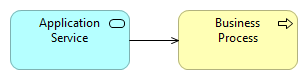 Application
Service
Business
Process